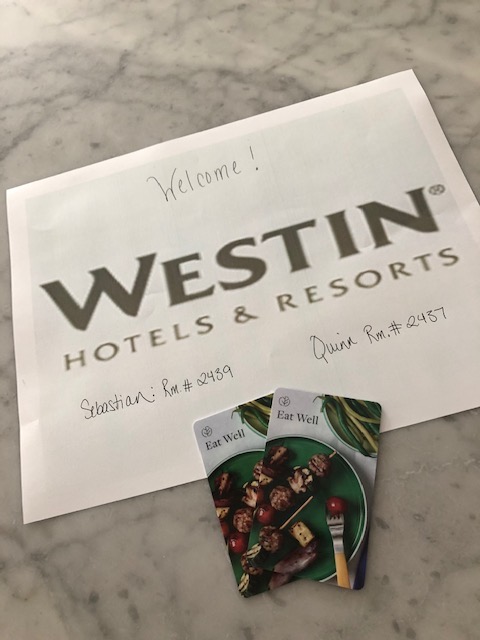 Welcome!
WESTIN®
HOTELS & RESORTS
Sebastian: Rm.# 2439
Quinn Rm.# 2437
Eat Well
Eat Well